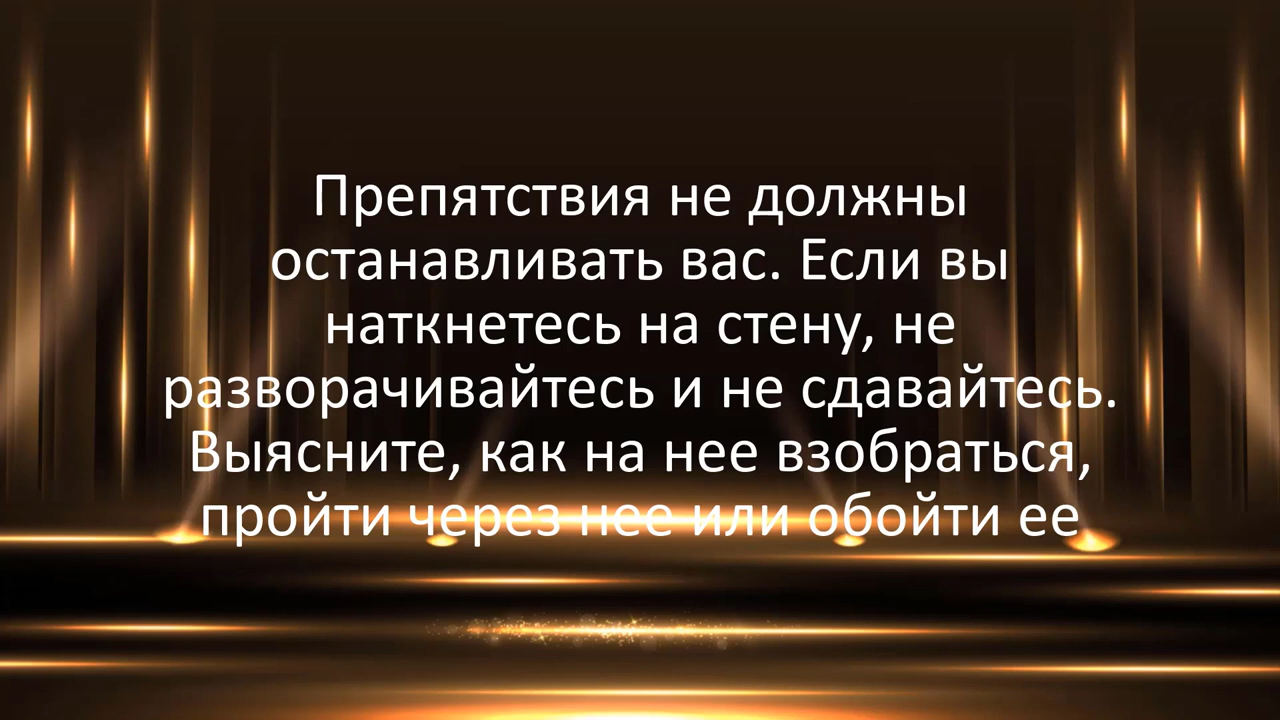 Препятствия не должны
останавливать вас. Если вы
наткнетесь на стену, не
разворачивайтесь и не сдавайтесь.
Выясните, как на нее взобраться,
пройти через нее или обойти ее